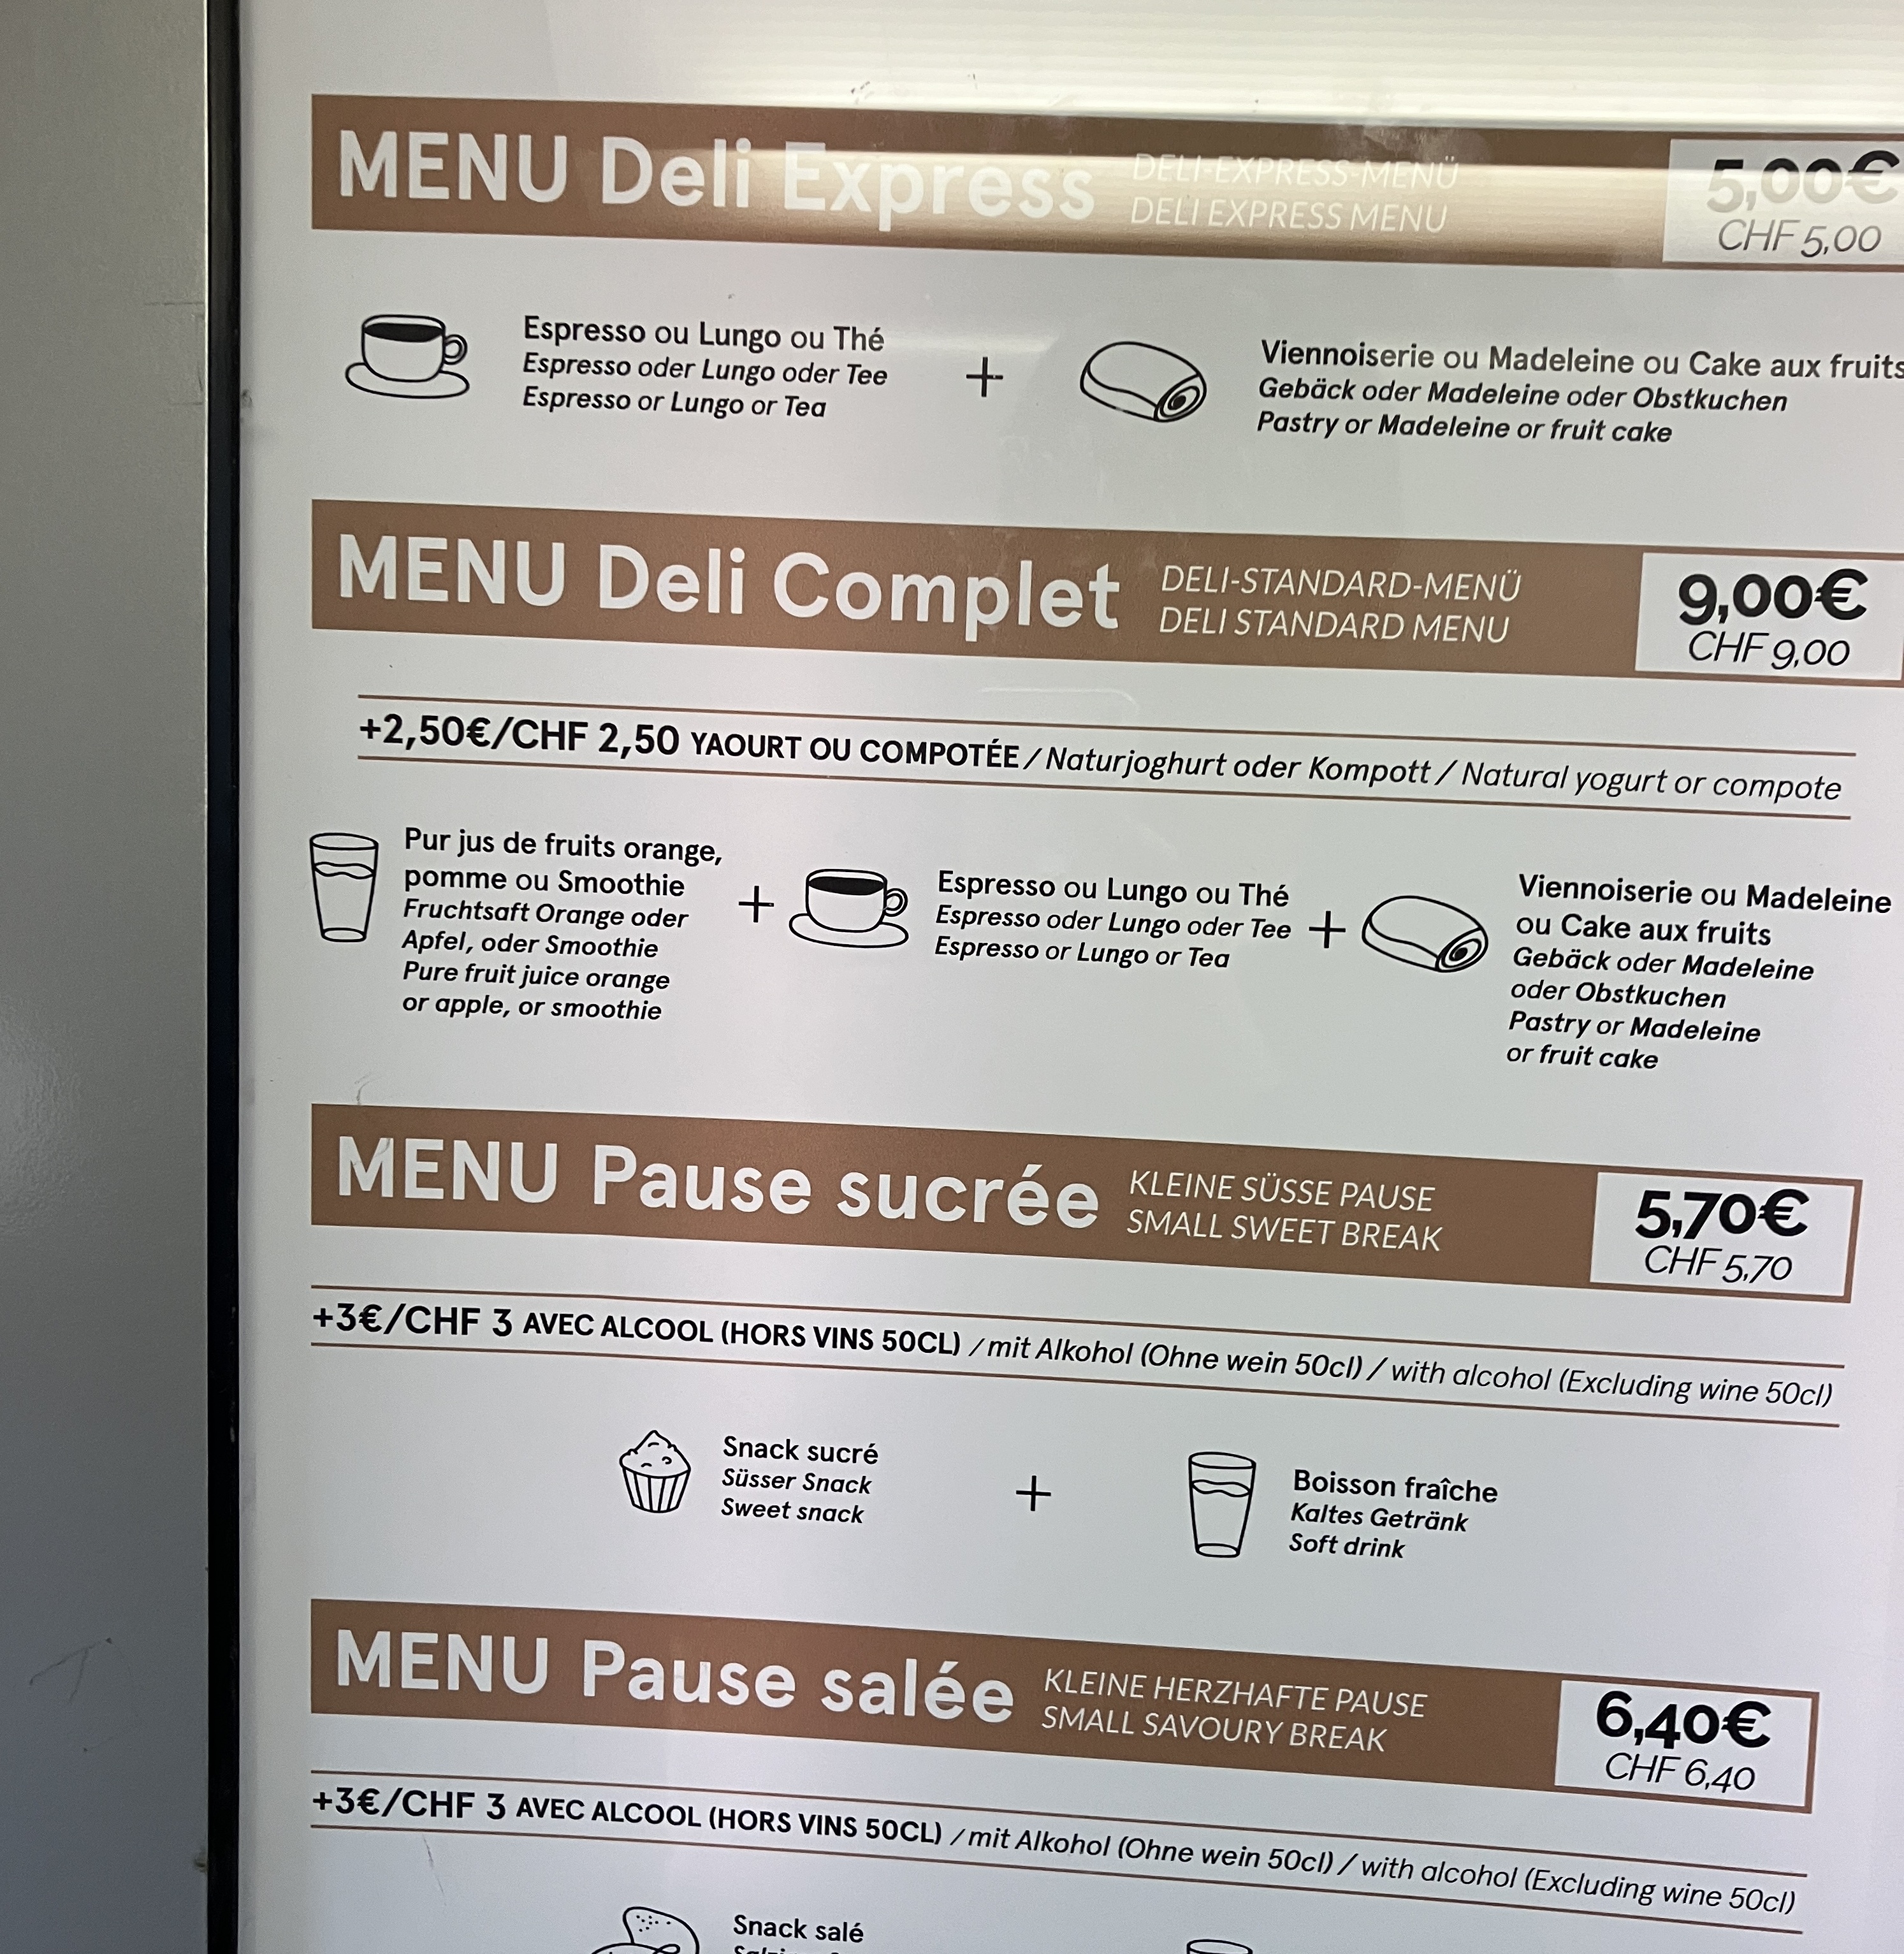 MENU Deli Express
DELI-EXPRESS-MENÜ
DELI EXPRESS MENU
5,00€
CHF 5,00
Espresso ou Lungo ou Thé
Espresso oder Lungo oder Tee
Espresso or Lungo or Tea
+
Viennoiserie ou Madeleine ou Cake aux fruits
Gebäck oder Madeleine oder Obstkuchen
Pastry or Madeleine or fruit cake
MENU Deli Complet
DELI-STANDARD-MENÜ
DELI STANDARD MENU
9,00€
CHF 9,00
+2,50€/CHF 2,50 YAOURT OU COMPOTÉE / Naturjoghurt oder Kompott / Natural yogurt or compote
Pur jus de fruits orange,
pomme ou Smoothie
Fruchtsaft Orange oder
Apfel, oder Smoothie
Pure fruit juice orange
or apple, or smoothie
+
Espresso ou Lungo ou Thé
Espresso oder Lungo oder Tee
Espresso or Lungo or Tea
+
Viennoiserie ou Madeleine
ou Cake aux fruits
Gebäck oder Madeleine
oder Obstkuchen
Pastry or Madeleine
or fruit cake
MENU Pause sucrée
KLEINE SÜSSE PAUSE
SMALL SWEET BREAK
5,70€
CHF 5,70
+3€/CHF 3 AVEC ALCOOL (HORS VINS 50CL) / mit Alkohol (Ohne wein 50cl) / with alcohol (Excluding wine 50cl)
Snack sucré
Süsser Snack
Sweet snack
+
Boisson fraîche
Kaltes Getränk
Soft drink
MENU Pause salée
KLEINE HERZHAFTE PAUSE
SMALL SAVOURY BREAK
6,40€
CHF 6,40
+3€/CHF 3 AVEC ALCOOL (HORS VINS 50CL) / mit Alkohol (Ohne wein 50cl) / with alcohol (Excluding wine 50cl)
Snack salé